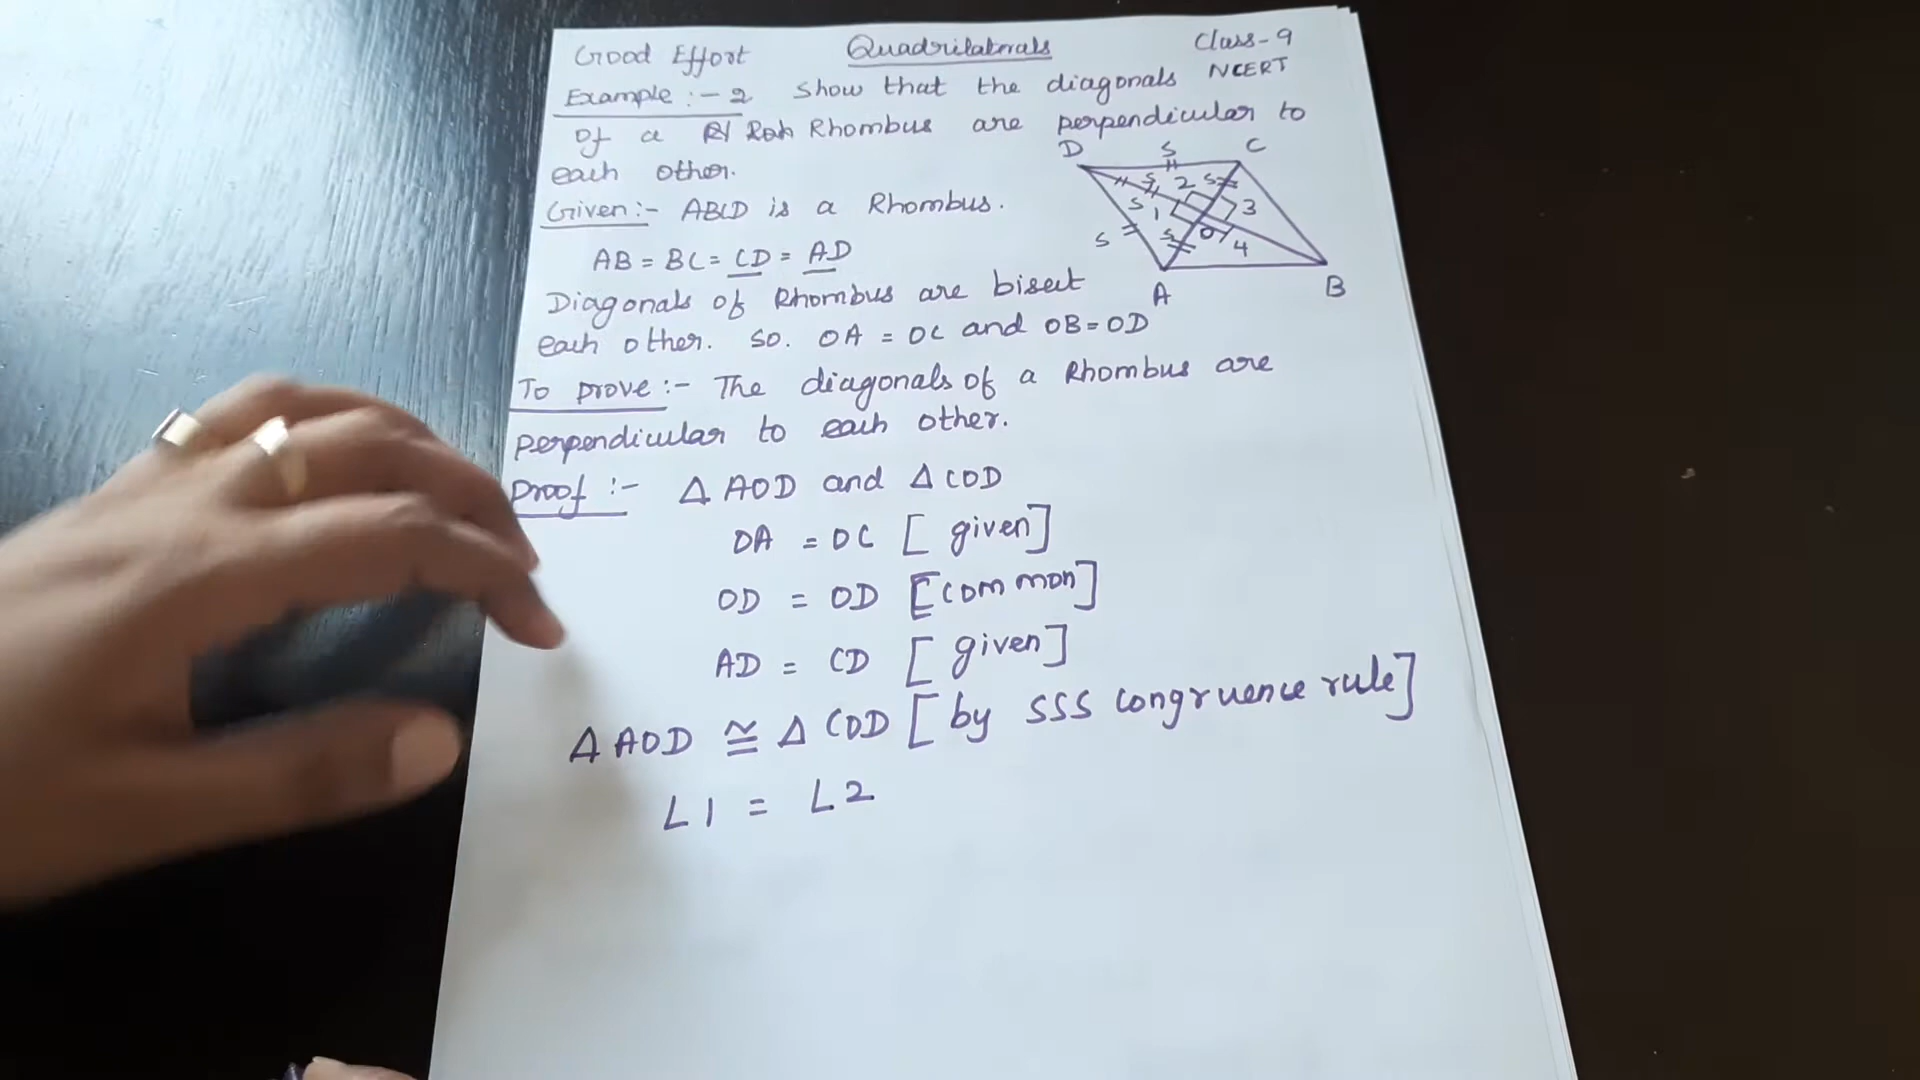 Good Effort Quadrilaterals Class-9
NCERT
Example :- 2 Show that the diagonals
of a Rhombus are perpendicular to
each other.
D S C
S 2 S
S 1 3
S S O 4
A B
Given :- ABCD is a Rhombus.
AB = BC = CD = AD
Diagonals of Rhombus are bisect
each other. So. OA = OC and OB = OD
To prove :- The diagonals of a Rhombus are
perpendicular to each other.
Proof :- Δ AOD and Δ COD
OA = OC [ given ]
OD = OD [ common ]
AD = CD [ given ]
Δ AOD ≅ Δ COD [ by SSS congruence rule ]
∠1 = ∠2